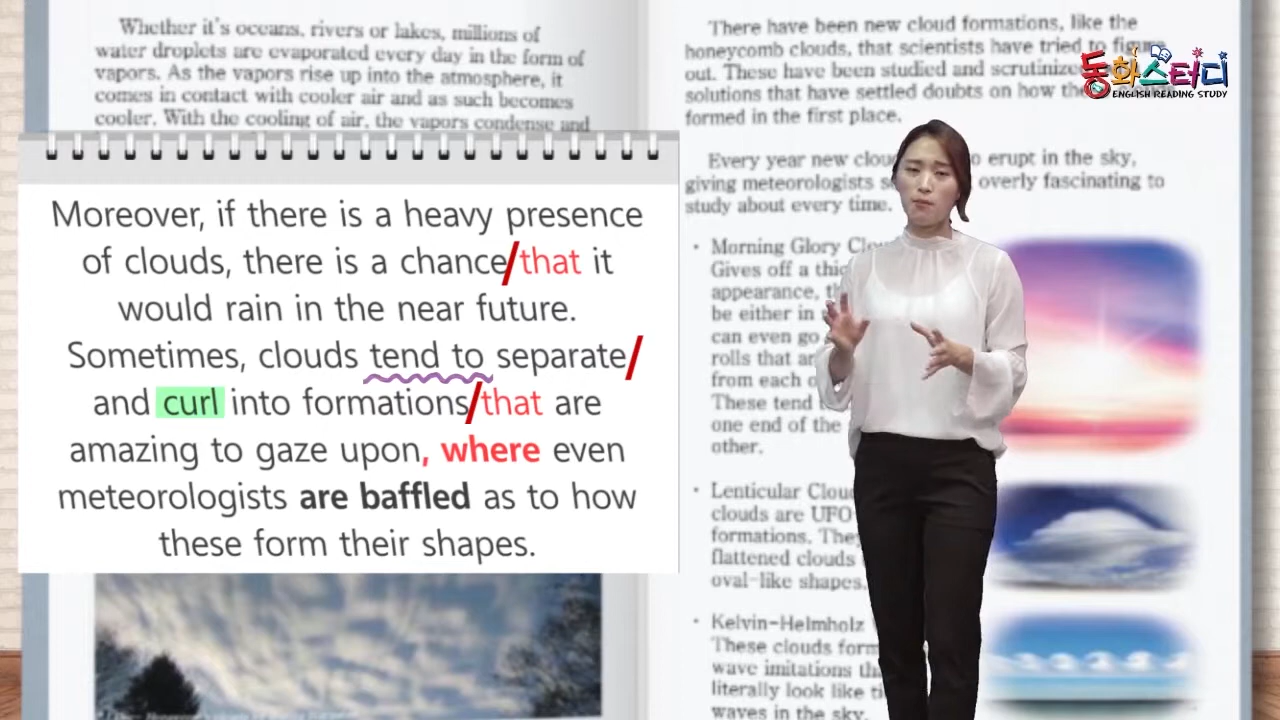 Whether it's oceans, rivers or lakes, millions of
water droplets are evaporated every day in the form of
vapors. As the vapors rise up into the atmosphere, it
comes in contact with cooler air and as such becomes
cooler. With the cooling of air, the vapors condense and
Moreover, if there is a heavy presence
of clouds, there is a chance/that it
would rain in the near future.
Sometimes, clouds tend to separate/
and curl into formations/that are
amazing to gaze upon, where even
meteorologists are baffled as to how
these form their shapes.
There have been new cloud formations, like the
honeycomb clouds, that scientists have tried to figure
out. These have been studied and scrutinize
solutions that have settled doubts on how the
formed in the first place.
Every year new clou o erupt in the sky,
giving meteorologists s overly fascinating to
study about every time.
• Morning Glory Clou
Gives off a thi
appearance, th
be either in
can even go
rolls that ar
from each o
These tend t
one end of the
other.
• Lenticular Clou
clouds are UFO
formations. They
flattened clouds
oval-like shapes.
• Kelvin-Helmholz
These clouds form
wave imitations tha
literally look like ti
waves in the sky.
동화스타디
ENGLISH READING STUDY